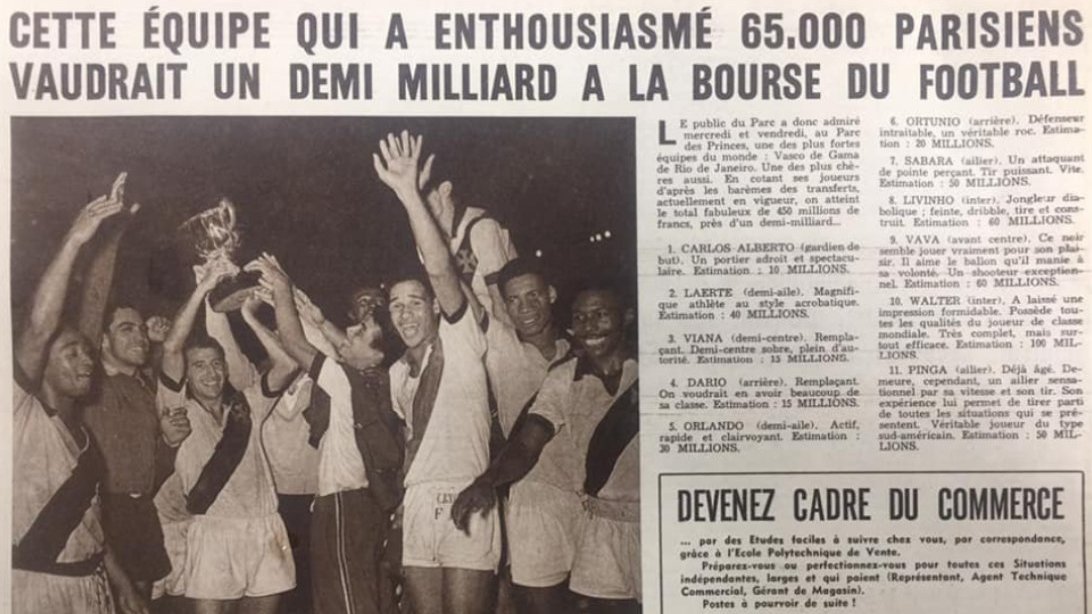 CETTE ÉQUIPE QUI A ENTHOUSIASMÉ 65.000 PARISIENS
VAUDRAIT UN DEMI MILLIARD A LA BOURSE DU FOOTBALL
LE public du Parc a donc admiré
mercredi et vendredi, au Parc
des Princes, une des plus fortes
équipes du monde : Vasco de Gama
de Rio de Janeiro. Une des plus chè-
res aussi. En cotant ses joueurs
d'après les barèmes des transferts,
actuellement en vigueur, on atteint
le total fabuleux de 450 millions de
francs, près d'un demi-milliard...
1. CARLOS ALBERTO (gardien de
but). Un portier adroit et spectacu-
laire. Estimation : 10 MILLIONS.
2. LAERTE (demi-aile). Magnifi-
que athlète au style acrobatique.
Estimation : 40 MILLIONS.
3. VIANA (demi-centre). Rempla-
çant. Demi-centre sobre, plein d'au-
torité. Estimation : 15 MILLIONS.
4. DARIO (arrière). Remplaçant.
On voudrait en avoir beaucoup de
sa classe. Estimation : 15 MILLIONS.
5. ORLANDO (demi-aile). Actif,
rapide et clairvoyant. Estimation :
30 MILLIONS.
6. ORTUNIO (arrière). Défenseur
intraitable, un véritable roc. Estima-
tion : 20 MILLIONS.
7. SABARA (ailier). Un attaquant
de pointe perçant. Tir puissant. Vite.
Estimation : 50 MILLIONS.
8. LIVINHO (inter). Jongleur dia-
bolique ; feinte, dribble, tire et cons-
truit. Estimation : 60 MILLIONS.
9. VAVA (avant centre). Ce noir
semble jouer vraiment pour son plai-
sir. Il aime le ballon qu'il manie à
sa volonté. Un shooteur exception-
nel. Estimation : 60 MILLIONS.
10. WALTER (inter). A laissé une
impression formidable. Possède tou-
tes les qualités du joueur de classe
mondiale. Très complet, mais sur-
tout efficace. Estimation : 100 MIL-
LIONS.
11. PINGA (ailier). Déjà âgé. De-
meure, cependant, un ailier sensa-
tionnel par sa vitesse et son tir. Son
expérience lui permet de tirer parti
de toutes les situations qui se pré-
sentent. Véritable joueur du type
sud-américain. Estimation : 50 MIL-
LIONS.
DEVENEZ CADRE DU COMMERCE
... par des Etudes faciles à suivre chez vous, par correspondance,
grâce à l'Ecole Polytechnique de Vente.
Préparez-vous ou perfectionnez-vous pour toutes ces Situations
indépendantes, larges et qui paient (Représentant, Agent Technique
Commercial, Gérant de Magasin).
Postes à pourvoir de suite !